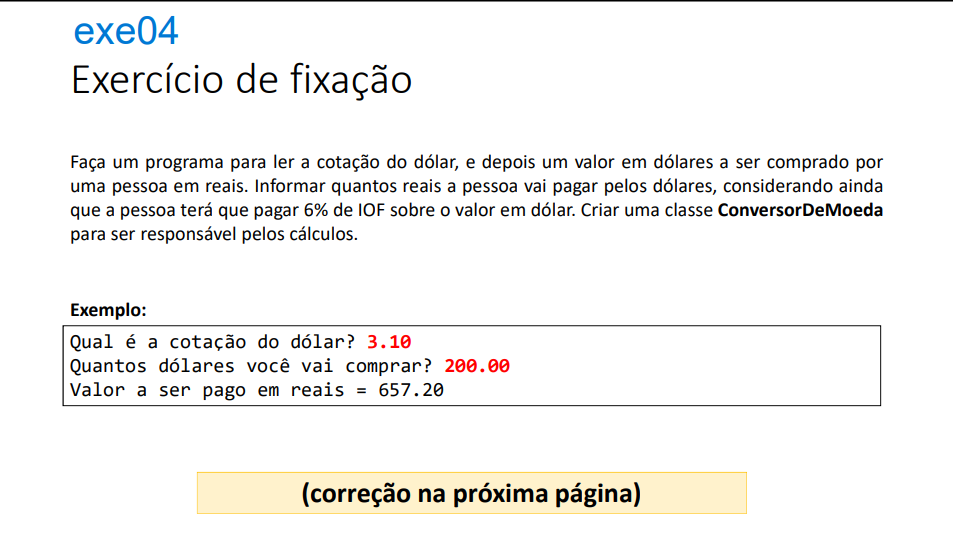 exe04
Exercício de fixação
Faça um programa para ler a cotação do dólar, e depois um valor em dólares a ser comprado por
uma pessoa em reais. Informar quantos reais a pessoa vai pagar pelos dólares, considerando ainda
que a pessoa terá que pagar 6% de IOF sobre o valor em dólar. Criar uma classe ConversorDeMoeda
para ser responsável pelos cálculos.
Exemplo:
Qual é a cotação do dólar? 3.10
Quantos dólares você vai comprar? 200.00
Valor a ser pago em reais = 657.20
(correção na próxima página)